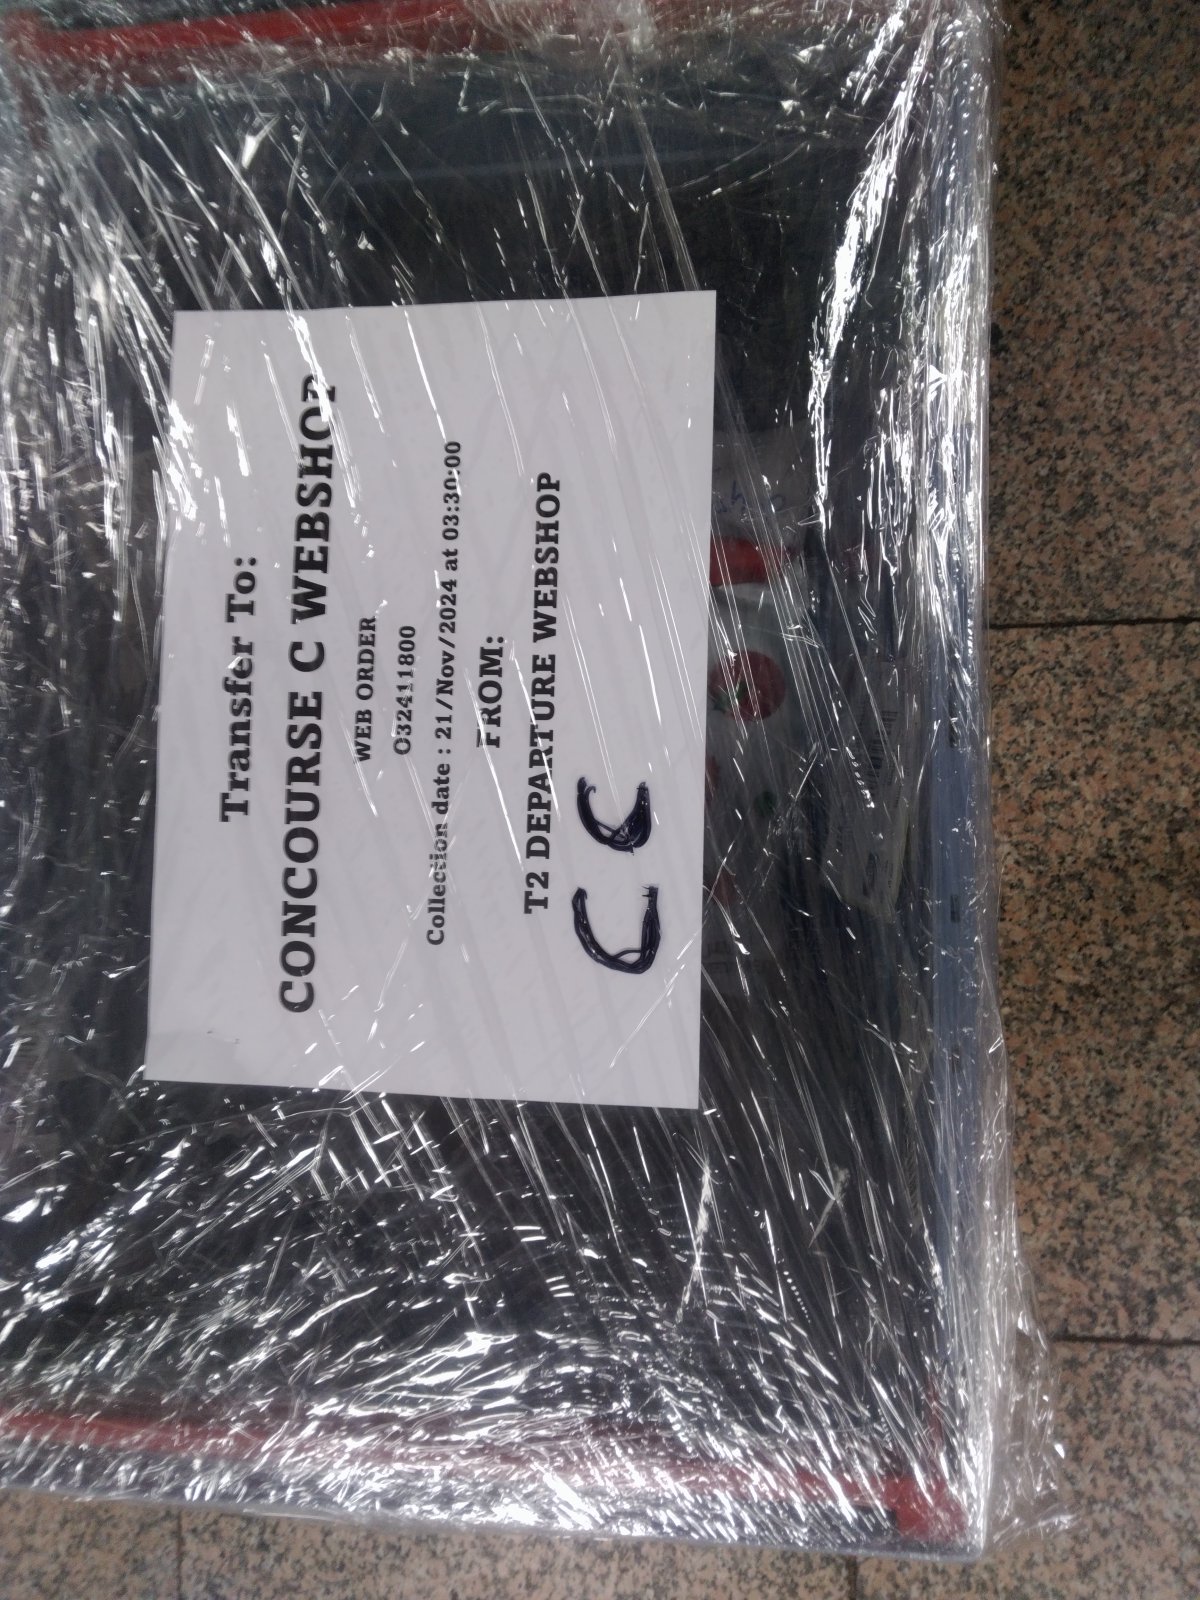 Transfer To:
CONCOURSE C WEBSHOP
WEB ORDER
O32411800
Collection date : 21/Nov/2024 at 03:30:00
FROM:
T2 DEPARTURE WEBSHOP
CC